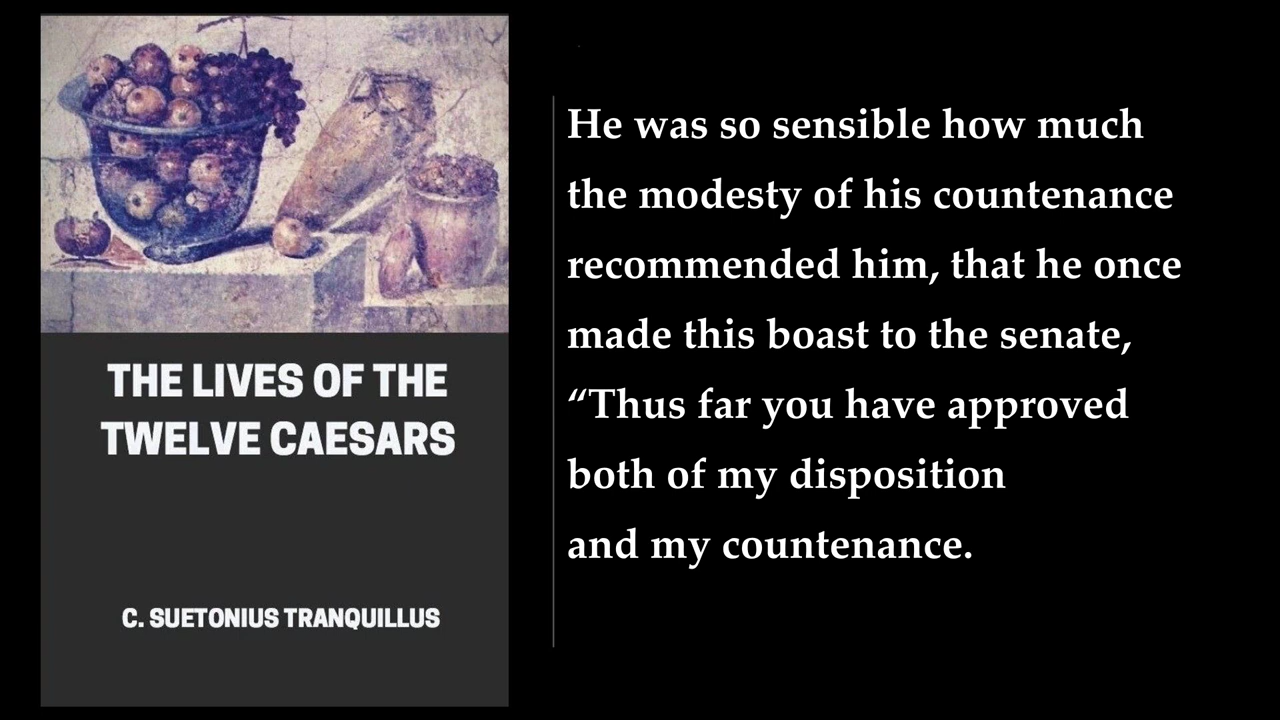 THE LIVES OF THE
TWELVE CAESARS
C. SUETONIUS TRANQUILLUS
He was so sensible how much
the modesty of his countenance
recommended him, that he once
made this boast to the senate,
“Thus far you have approved
both of my disposition
and my countenance.